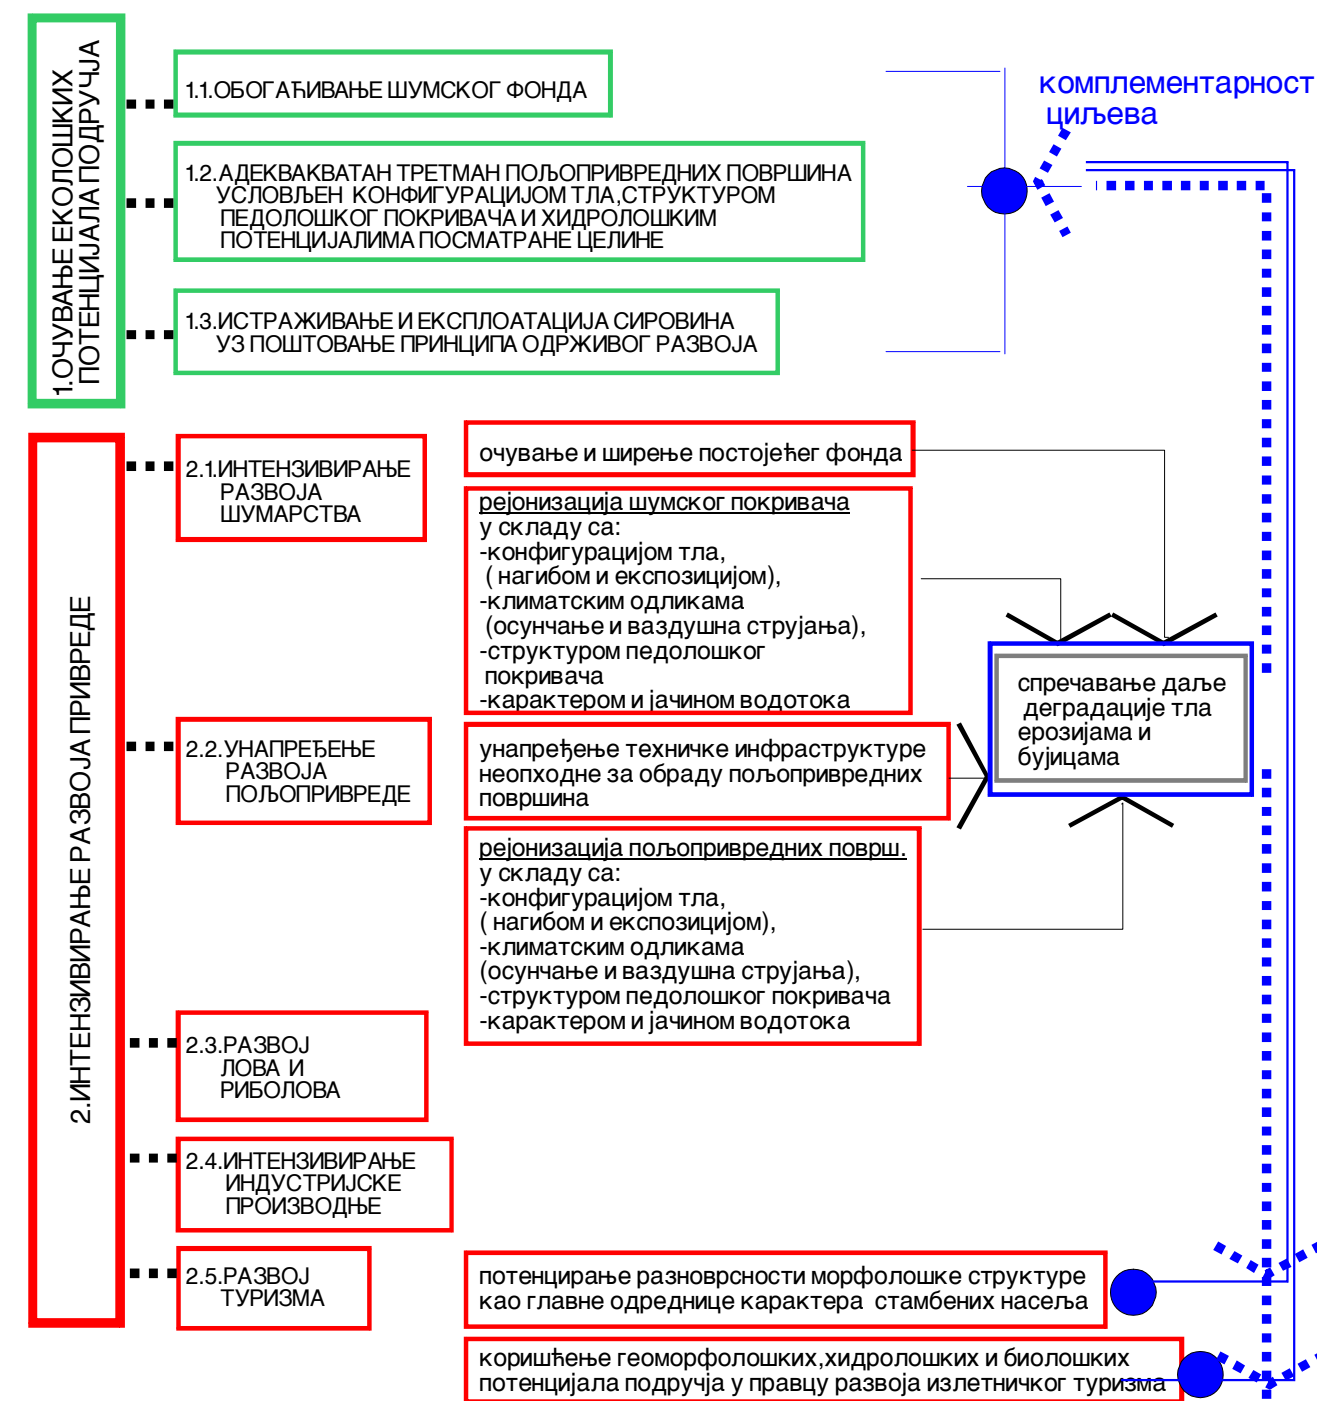 1.ОЧУВАЊЕ ЕКОЛОШКИХ
ПОТЕНЦИЈАЛА ПОДРУЧЈА
1.1.ОБОГАЋИВАЊЕ ШУМСКОГ ФОНДА
1.2.АДЕКВАКВАТАН ТРЕТМАН ПОЉОПРИВРЕДНИХ ПОВРШИНА
УСЛОВЉЕН КОНФИГУРАЦИЈОМ ТЛА,СТРУКТУРОМ
ПЕДОЛОШКОГ ПОКРИВАЧА И ХИДРОЛОШКИМ
ПОТЕНЦИЈАЛИМА ПОСМАТРАНЕ ЦЕЛИНЕ
1.3.ИСТРАЖИВАЊЕ И ЕКСПЛОАТАЦИЈА СИРОВИНА
УЗ ПОШТОВАЊЕ ПРИНЦИПА ОДРЖИВОГ РАЗВОЈА
комплементарност
циљева
2.ИНТЕНЗИВИРАЊЕ РАЗВОЈА ПРИВРЕДЕ
2.1.ИНТЕНЗИВИРАЊЕ
РАЗВОЈА
ШУМАРСТВА
очување и ширење постојећег фонда
рејонизација шумског покривача
у складу са:
-конфигурацијом тла,
( нагибом и експозицијом),
-климатским одликама
(осунчање и ваздушна струјања),
-структуром педолошког
покривача
-карактером и јачином водотока
2.2.УНАПРЕЂЕЊЕ
РАЗВОЈА
ПОЉОПРИВРЕДЕ
унапређење техничке инфраструктуре
неопходне за обраду пољопривредних
површина
рејонизација пољопривредних површ.
у складу са:
-конфигурацијом тла,
( нагибом и експозицијом),
-климатским одликама
(осунчање и ваздушна струјања),
-структуром педолошког покривача
-карактером и јачином водотока
спречавање даље
деградације тла
ерозијама и
бујицама
2.3.РАЗВОЈ
ЛОВА И
РИБОЛОВА
2.4.ИНТЕНЗИВИРАЊЕ
ИНДУСТРИЈСКЕ
ПРОИЗВОДЊЕ
2.5.РАЗВОЈ
ТУРИЗМА
потенцирање разноврсности морфолошке структуре
као главне одреднице карактера стамбених насеља
коришћење геоморфолошких,хидролошких и биолошких
потенцијала подручја у правцу развоја излетничког туризма